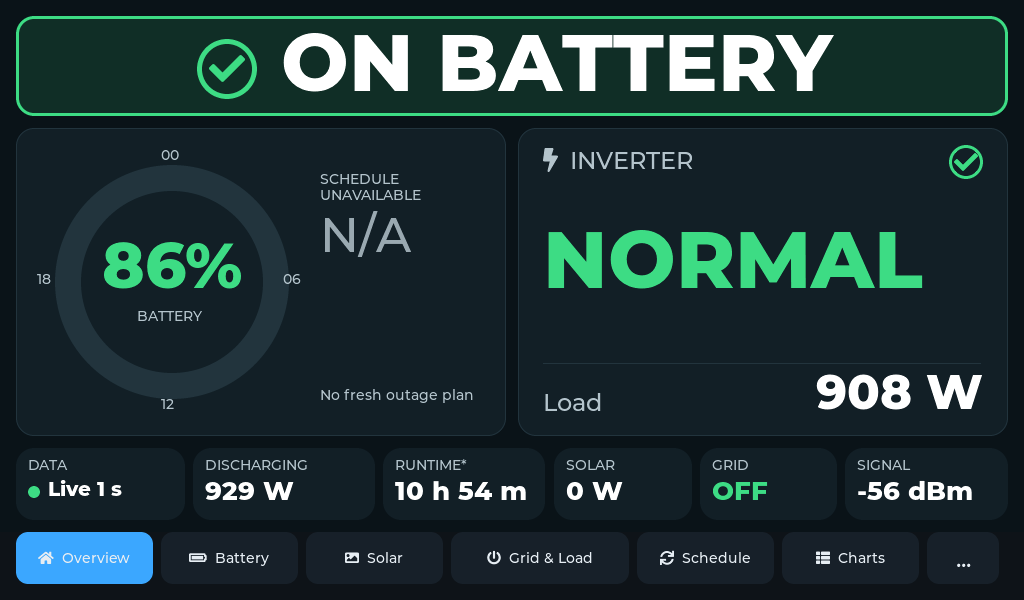 ON BATTERY
00
18
06
12
86%
BATTERY
SCHEDULE
UNAVAILABLE
N/A
No fresh outage plan
INVERTER
NORMAL
Load
908 W
DATA
Live 1 s
DISCHARGING
929 W
RUNTIME*
10 h 54 m
SOLAR
0 W
GRID
OFF
SIGNAL
-56 dBm
Overview
Battery
Solar
Grid & Load
Schedule
Charts
...